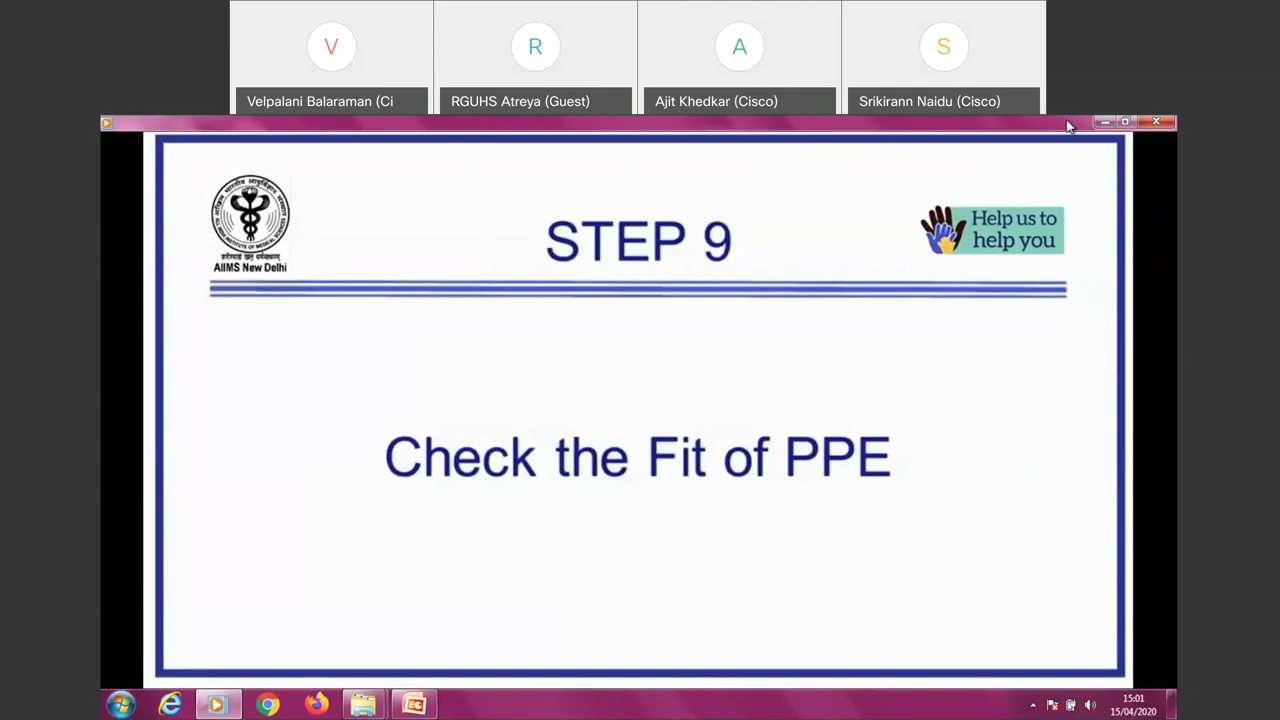 V
R
A
S
Velpalani Balaraman (Ci
RGUHS Atreya (Guest)
Ajit Khedkar (Cisco)
Srikirann Naidu (Cisco)
AIIMS New Delhi
STEP 9
Help us to
help you
Check the Fit of PPE
15:01
15/04/2020